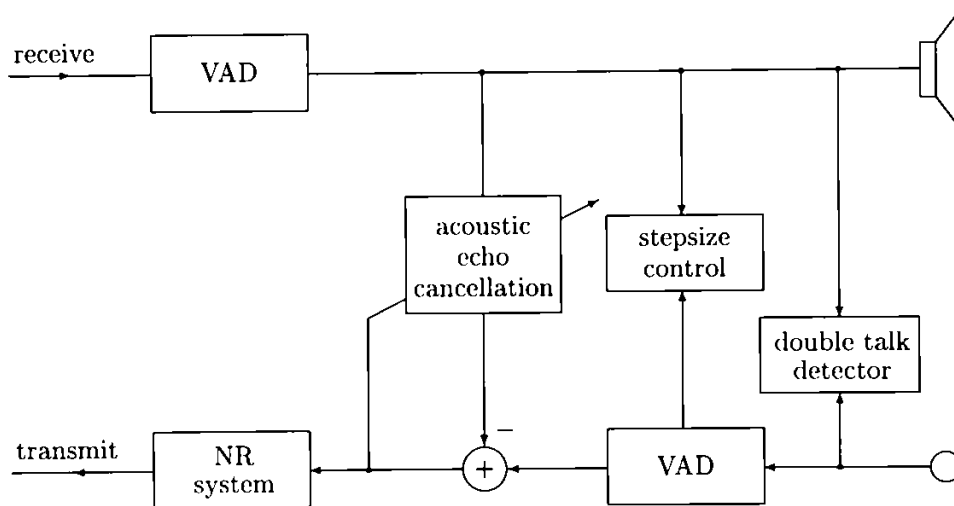 receive
VAD
acoustic
echo
cancellation
stepsize
control
double talk
detector
transmit
NR
system
−
+
VAD